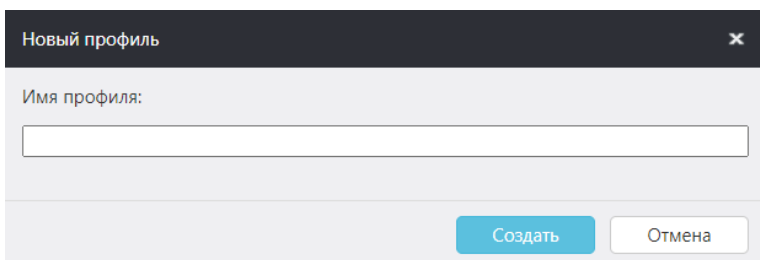 Новый профиль
Имя профиля:
Создать Отмена